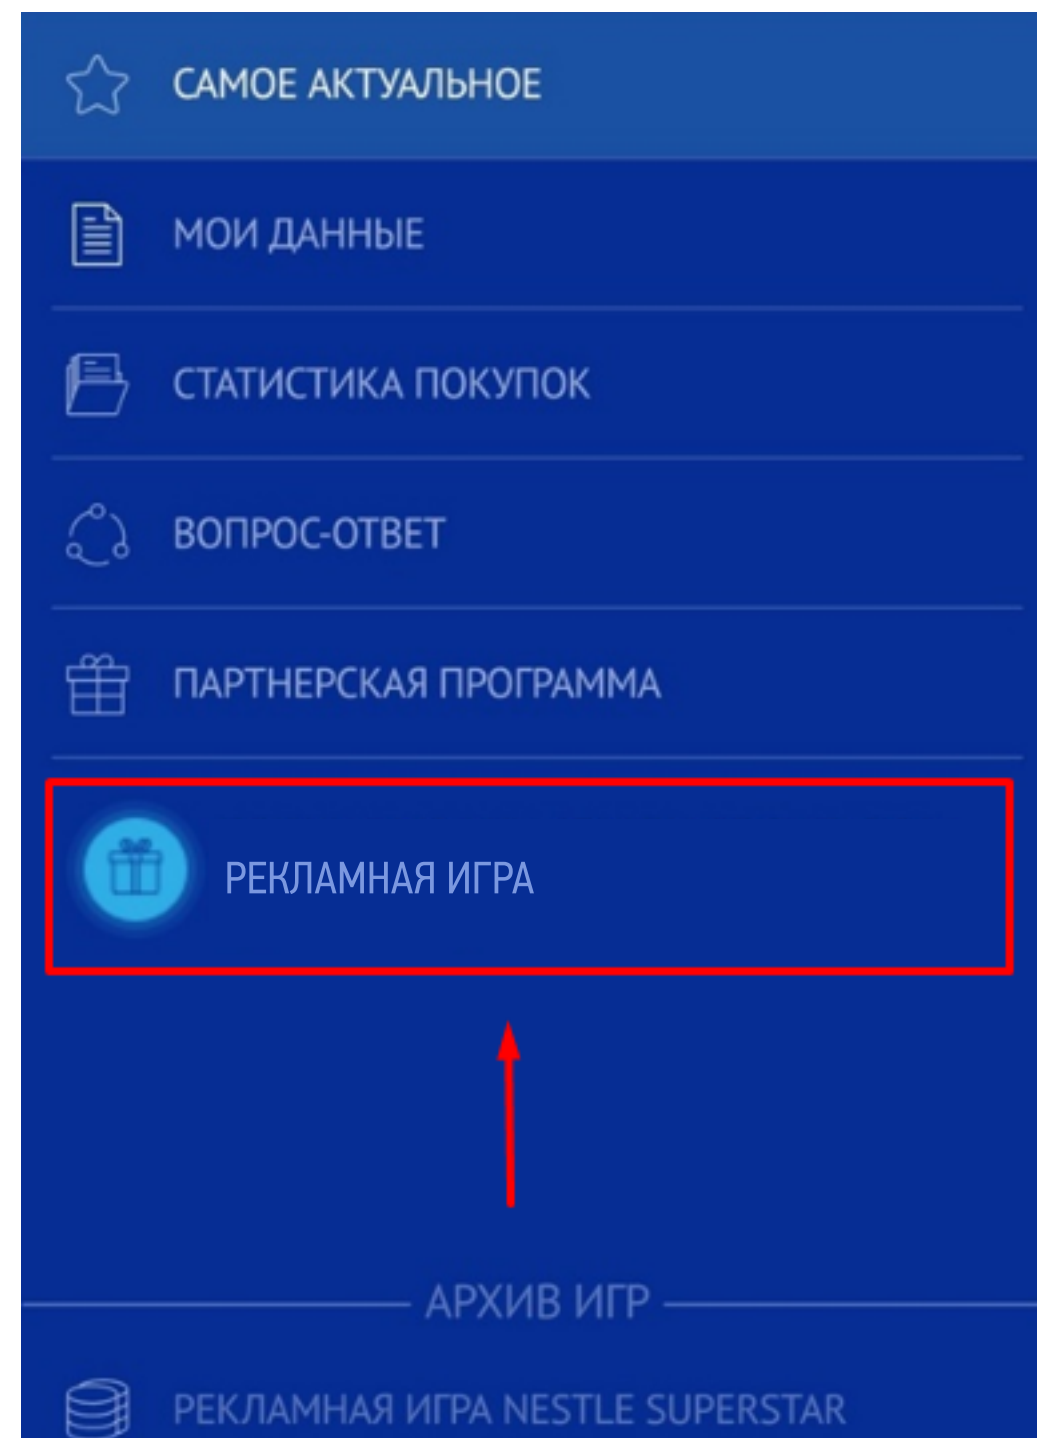 САМОЕ АКТУАЛЬНОЕ
МОИ ДАННЫЕ
СТАТИСТИКА ПОКУПОК
ВОПРОС-ОТВЕТ
ПАРТНЕРСКАЯ ПРОГРАММА
РЕКЛАМНАЯ ИГРА
АРХИВ ИГР
РЕКЛАМНАЯ ИГРА NESTLE SUPERSTAR